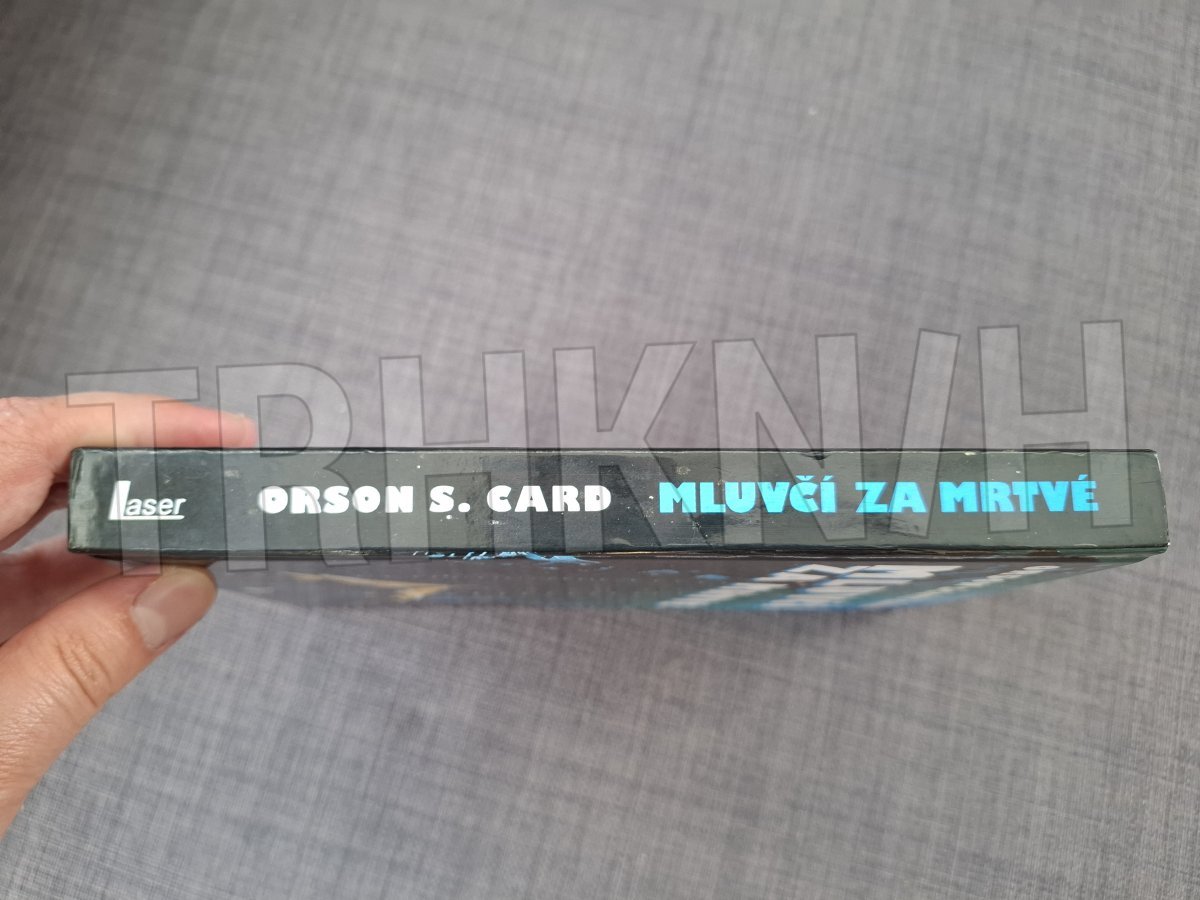 TRHKNIH
Laser ORSON S. CARD MLUVČÍ ZA MRTVÉ